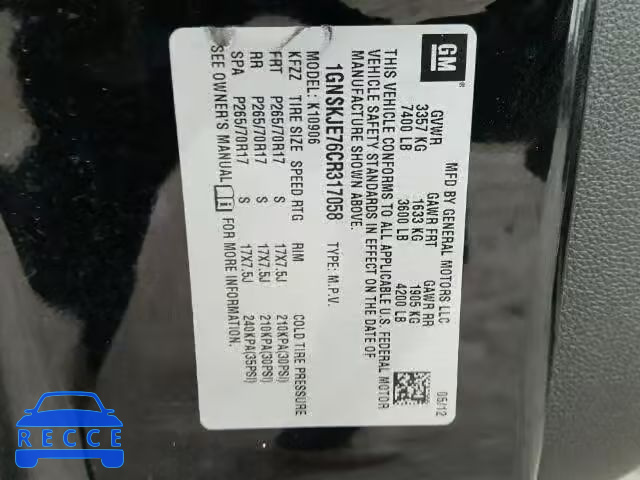 GM
®
MFD BY GENERAL MOTORS LLC
05/12
GVWR GAWR FRT GAWR RR
3357 KG 1633 KG 1905 KG
7400 LB 3600 LB 4200 LB
THIS VEHICLE CONFORMS TO ALL APPLICABLE U.S. FEDERAL MOTOR
VEHICLE SAFETY STANDARDS IN EFFECT ON THE DATE OF
MANUFACTURE SHOWN ABOVE.
1GNSKJE76CR317058 TYPE: M.P.V.
MODEL: K10906
KFZZ TIRE SIZE SPEED RTG RIM COLD TIRE PRESSURE
FRT P265/70R17 S 17X7.5J 210KPA(30PSI)
RR P265/70R17 S 17X7.5J 210KPA(30PSI)
SPA P265/70R17 S 17X7.5J 240KPA(35PSI)
SEE OWNER'S MANUAL i FOR MORE INFORMATION.
RECCE